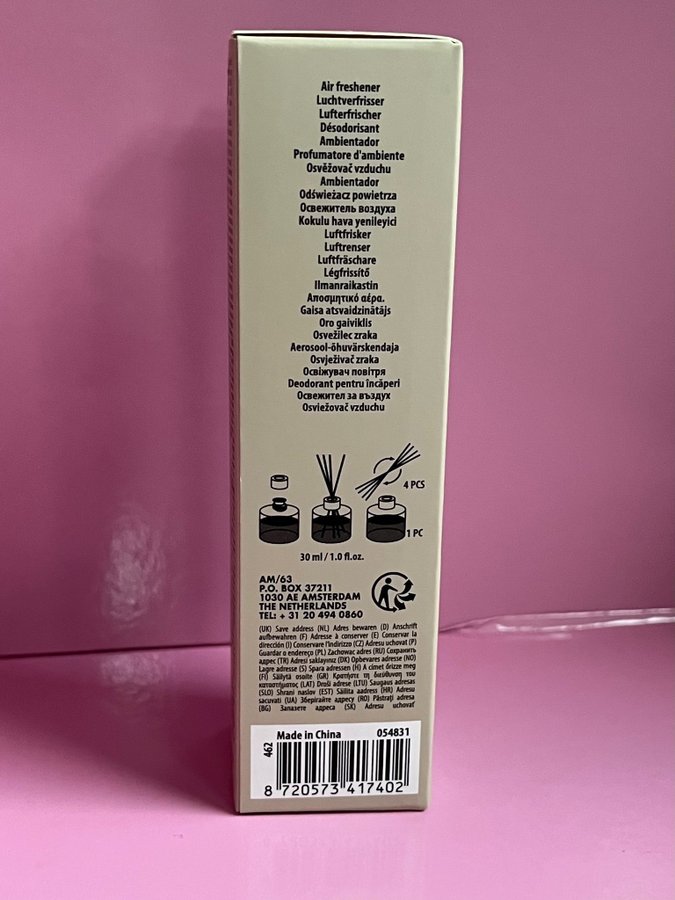 Air freshener
Luchtverfrisser
Lufterfrischer
Désodorisant
Ambientador
Profumatore d'ambiente
Osvěžovač vzduchu
Ambientador
Odświeżacz powietrza
Освежитель воздуха
Kokulu hava yenileyici
Luftfrisker
Luftrenser
Luftfräschare
Légfrissítő
Ilmanraikastin
Αποσμητικό αέρα.
Gaisa atsvaidzinātājs
Oro gaiviklis
Osvežilec zraka
Aerosool-õhuvärskendaja
Osvježivač zraka
Освіжувач повітря
Deodorant pentru încăperi
Освежител за въздух
Osviežovač vzduchu
4 PCS
1 PC
30 ml / 1.0 fl.oz.
AM/63
P.O. BOX 37211
1030 AE AMSTERDAM
THE NETHERLANDS
TEL: + 31 20 494 0860
(UK) Save address (NL) Adres bewaren (D) Anschrift
aufbewahren (F) Adresse à conserver (E) Conservar la
dirección (I) Conservare l'indirizzo (CZ) Adresu uchovat (P)
Guardar o endereço (PL) Zachowac adres (RU) Сохранить
адрес (TR) Adresi saklayınız (DK) Opbevares adresse (NO)
Lagre adresse (S) Spara adressen (H) A címet őrizze meg
(FI) Säilytä osoite (GR) Κρατήστε τη διεύθυνση του
καταστήματος (LAT) Droši adrese (LTU) Saugaus adresas
(SLO) Shrani naslov (EST) Säilita aadress (HR) Adresu
sacuvati (UA) Зберігайте адресу (RO) Păstrați adresa
(BG) Запазете адреса (SK) Adresu uchovať
Made in China 054831
462
8 720573 417402